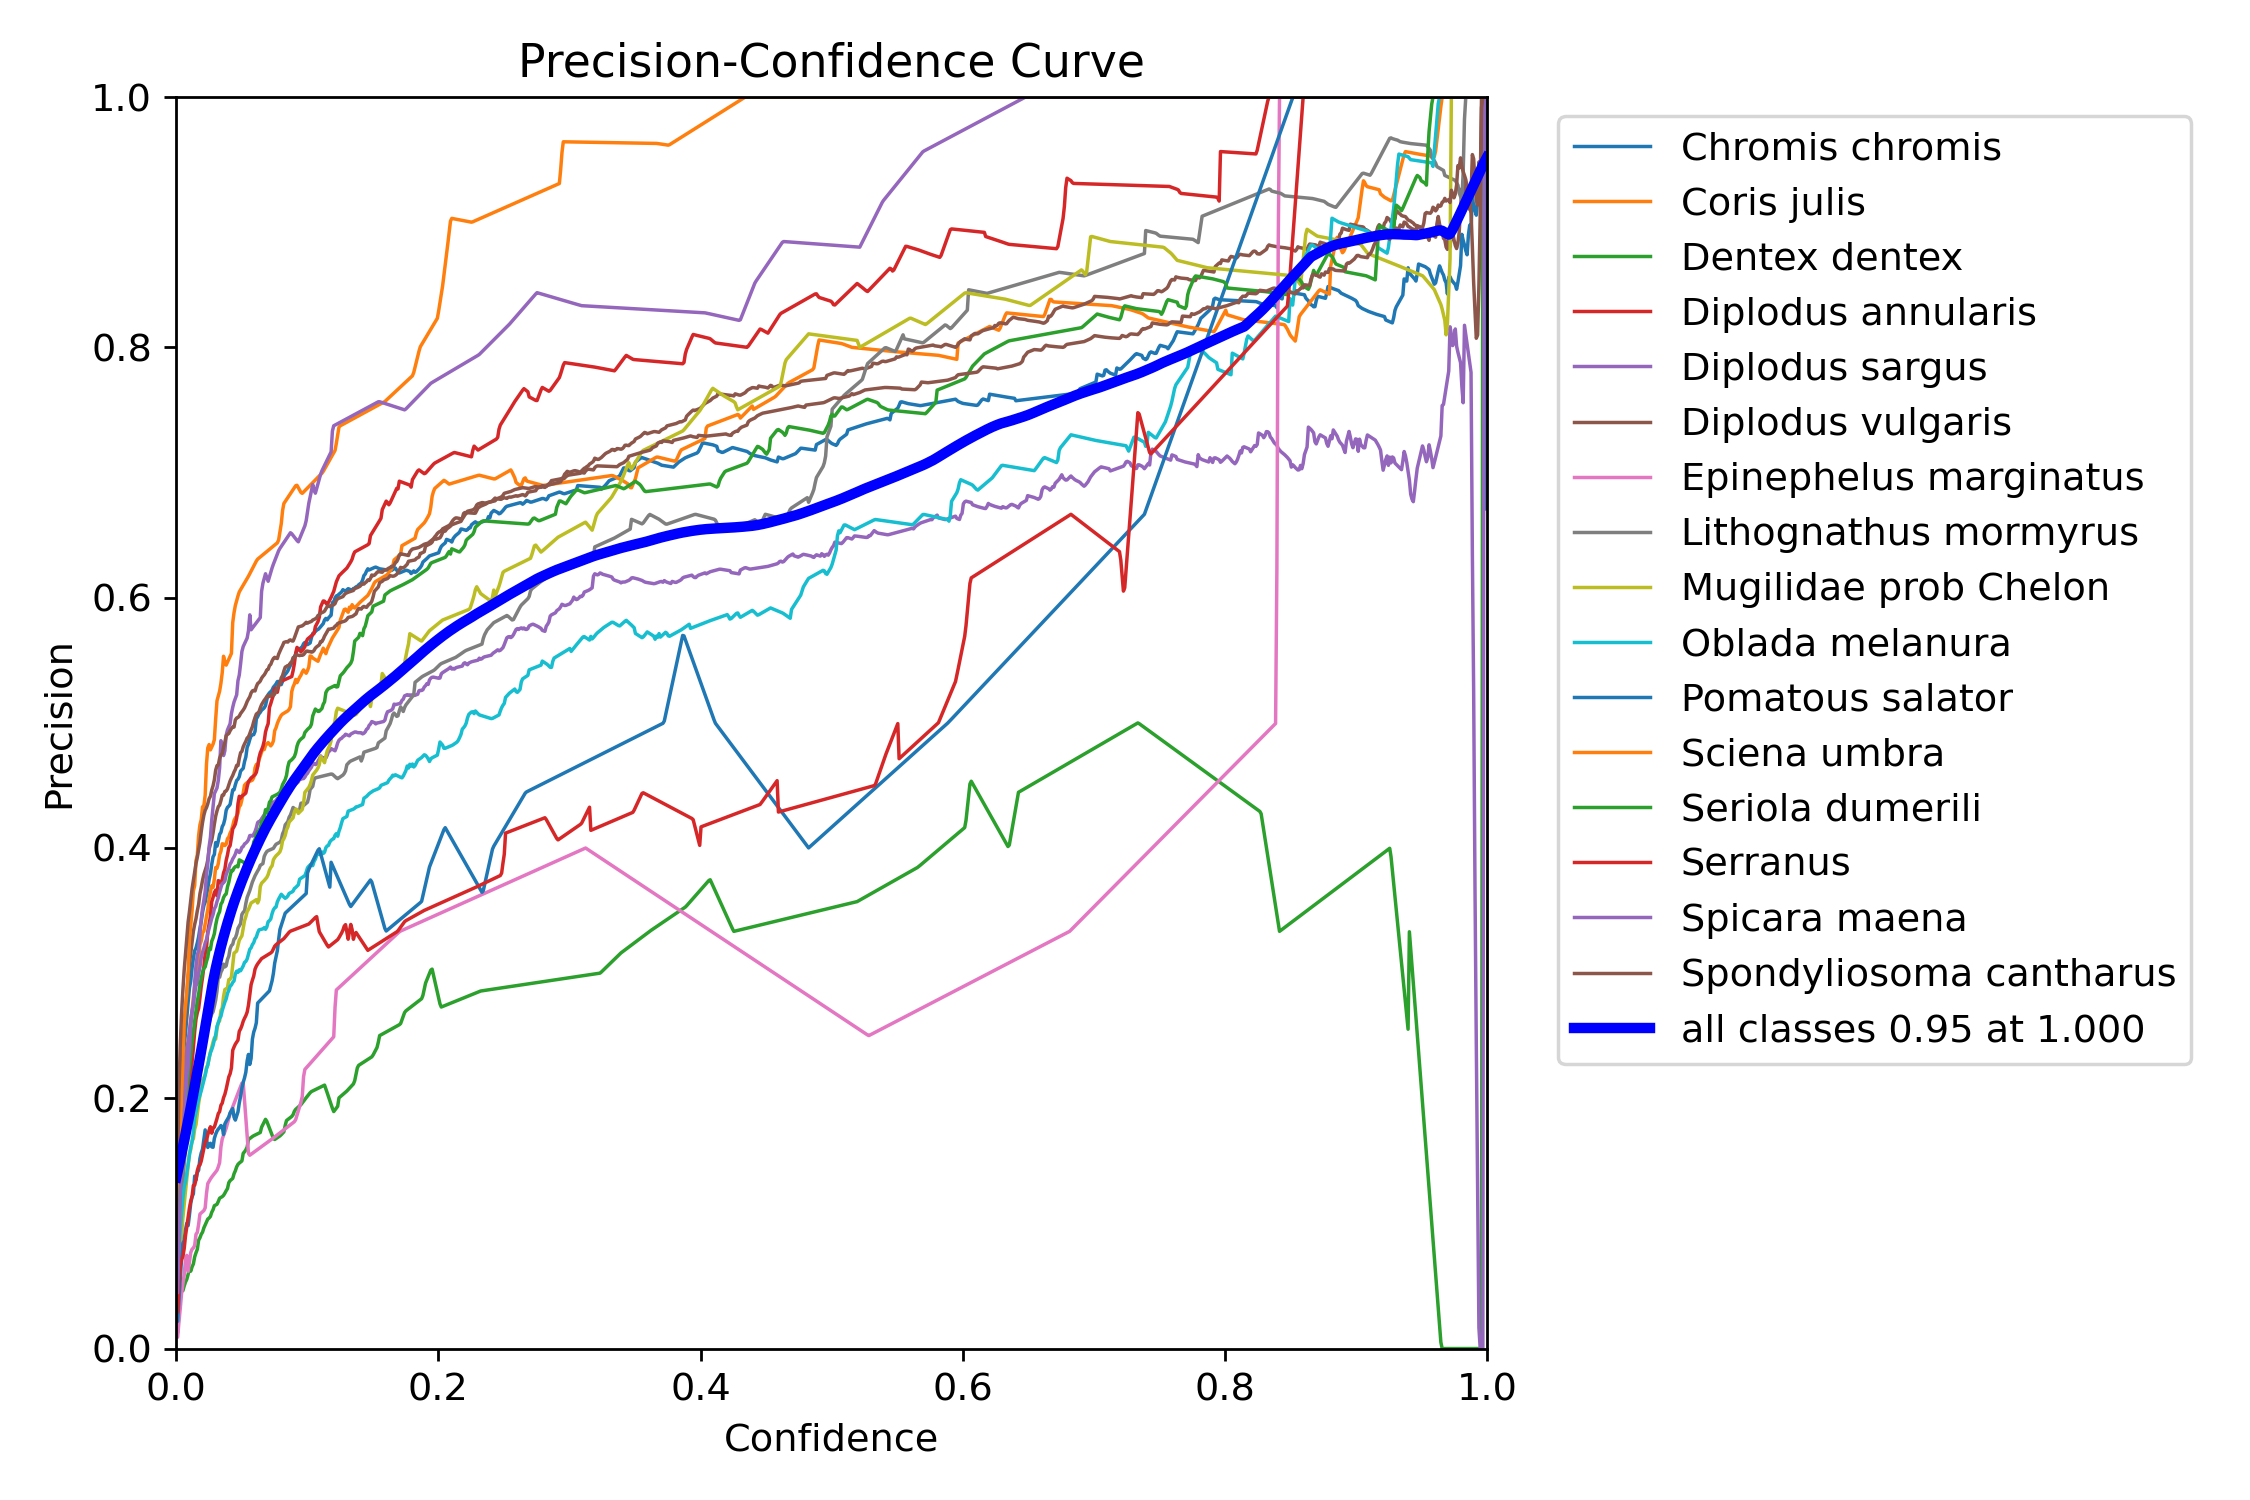 Precision-Confidence Curve
1.0
0.8
0.6
0.4
0.2
0.0
Precision
0.0 0.2 0.4 0.6 0.8 1.0
Confidence
Chromis chromis
Coris julis
Dentex dentex
Diplodus annularis
Diplodus sargus
Diplodus vulgaris
Epinephelus marginatus
Lithognathus mormyrus
Mugilidae prob Chelon
Oblada melanura
Pomatous salator
Sciena umbra
Seriola dumerili
Serranus
Spicara maena
Spondyliosoma cantharus
all classes 0.95 at 1.000